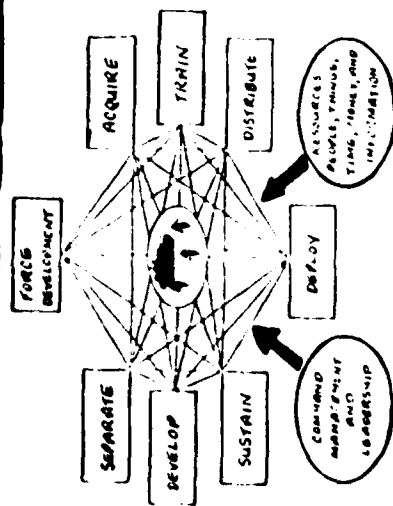 FORCE
DEVELOPMENT
SEPARATE
ACQUIRE
DEVELOP
TRAIN
SUSTAIN
DISTRIBUTE
DEPLOY
COMMAND
MANAGEMENT
AND
LEADERSHIP
RESOURCES
PEOPLE, THINGS,
TIME, MONEY, AND
INFORMATION